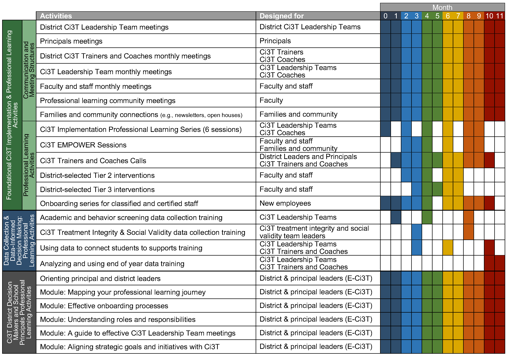 Month
Activities Designed for 0 1 2 3 4 5 6 7 8 9 10 11
Foundational Ci3T Implementation & Professional Learning Activities
Communication and Meeting Structures
District Ci3T Leadership Team meetings District Ci3T Leadership Teams
Principals meetings Principals
District Ci3T Trainers and Coaches monthly meetings Ci3T Trainers
Ci3T Coaches
Ci3T Leadership Team monthly meetings Ci3T Leadership Teams
Ci3T Coaches
Faculty and staff monthly meetings Faculty and staff
Professional learning community meetings Faculty
Families and community connections (e.g., newsletters, open houses) Families and community
Professional Learning Activities
Ci3T Implementation Professional Learning Series (6 sessions) Ci3T Leadership Teams
Ci3T Coaches
Ci3T EMPOWER Sessions Faculty and staff
Families and community
Ci3T Trainers and Coaches Calls District Leaders and Principals
Ci3T Trainers and Coaches
District-selected Tier 2 interventions Faculty and staff
District-selected Tier 3 interventions Faculty and staff
Onboarding series for classified and certified staff New employees
Data Collection & Data-Informed Decision Making: Professional Learning Activities
Academic and behavior screening data collection training Ci3T Leadership Teams
Ci3T Treatment Integrity & Social Validity data collection training Ci3T treatment integrity and social
validity team leaders
Using data to connect students to supports training Ci3T Leadership Teams
Ci3T Trainers and Coaches
Analyzing and using end of year data training Ci3T Leadership Teams
Ci3T Trainers and Coaches
Ci3T District Decision Makers and School Principals Professional Learning Activities
Orienting principal and district leaders District & principal leaders (E-Ci3T)
Module: Mapping your professional learning journey District & principal leaders (E-Ci3T)
Module: Effective onboarding processes District & principal leaders (E-Ci3T)
Module: Understanding roles and responsibilities District & principal leaders (E-Ci3T)
Module: A guide to effective Ci3T Leadership Team meetings District & principal leaders (E-Ci3T)
Module: Aligning strategic goals and initiatives with Ci3T District & principal leaders (E-Ci3T)